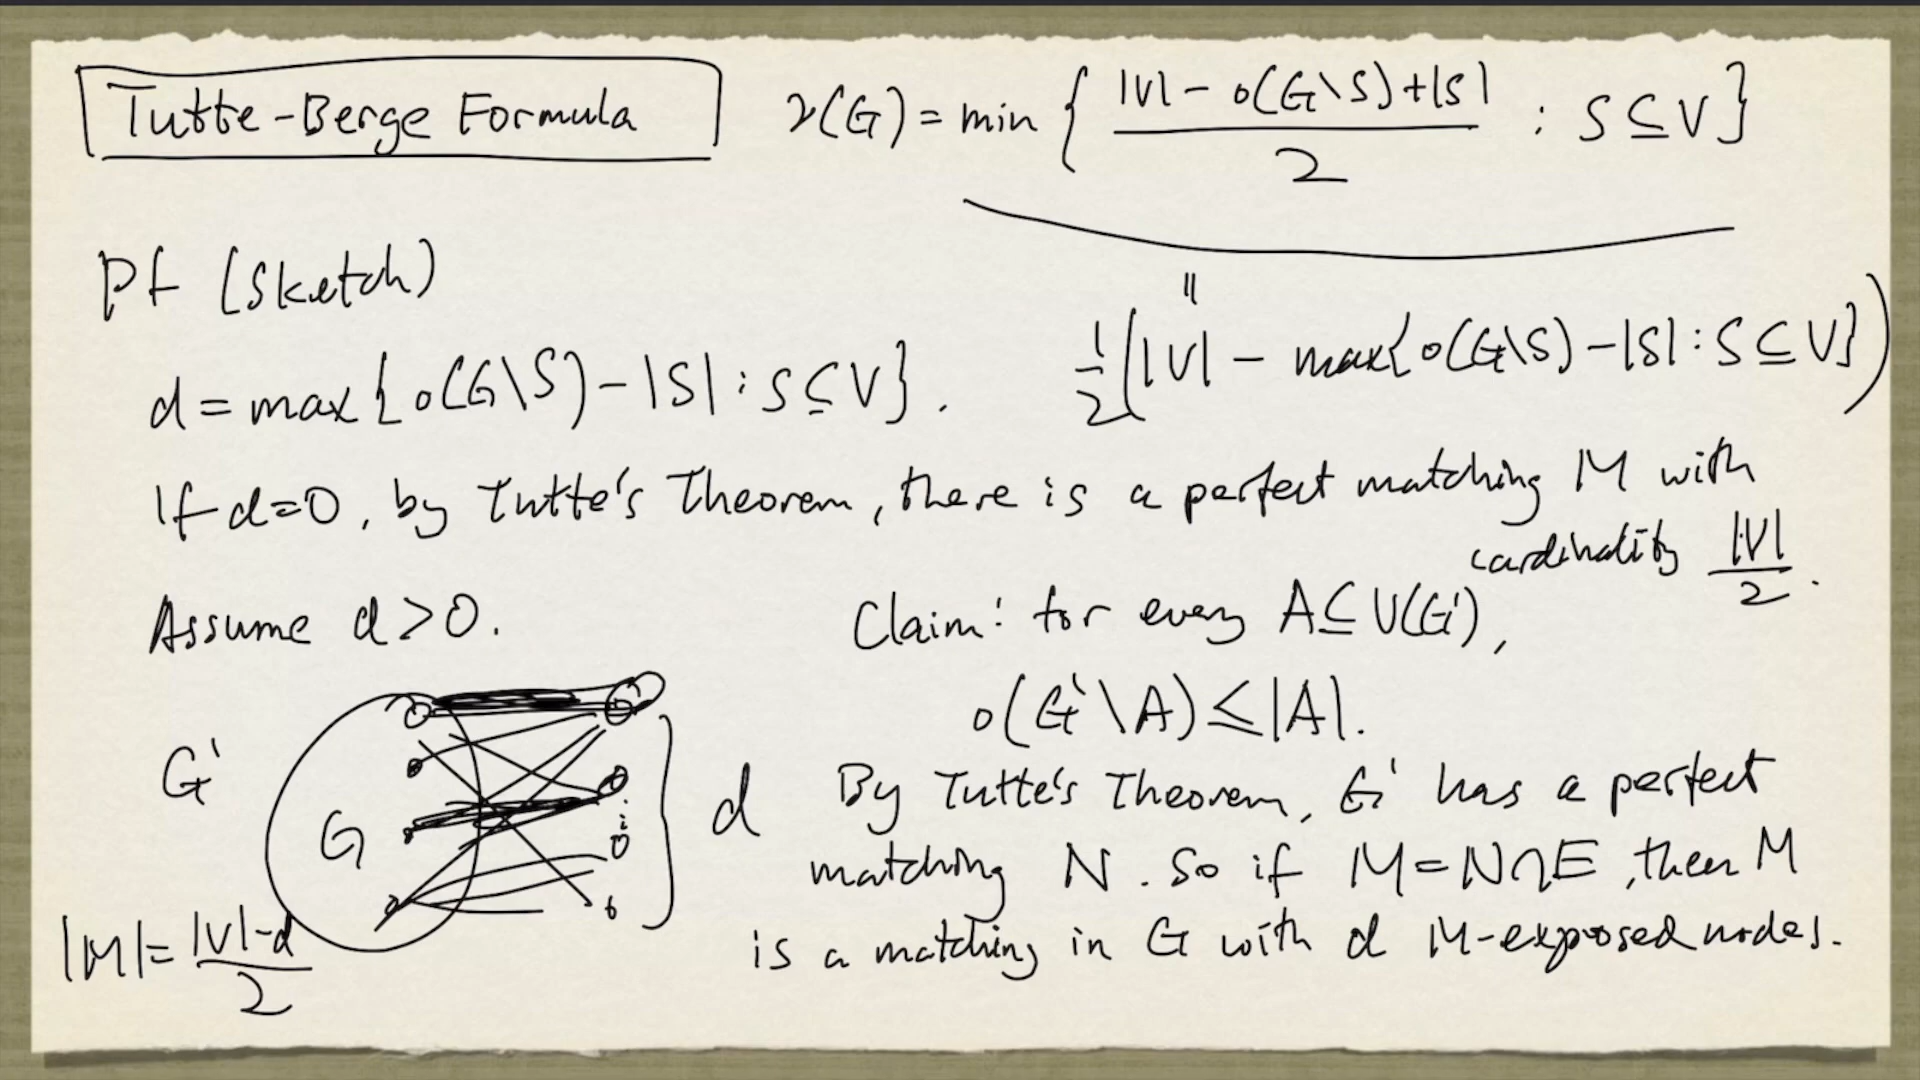 Tutte-Berge Formula
ν(G) = min { |V| - o(G\S) + |S| / 2 : S ⊆ V }
Pf (Sketch)
=
d = max { o(G\S) - |S| : S ⊆ V }.
1/2 ( |V| - max{ o(G\S) - |S| : S ⊆ V } )
If d=0, by Tutte's Theorem, there is a perfect matching M with
cardinality |V|/2.
Assume d>0.
Claim: for every A ⊆ V(G'),
o(G'\A) ≤ |A|.
G'
G
d
By Tutte's Theorem, G' has a perfect
matching N. So if M = N∩E, then M
is a matching in G with d M-exposed nodes.
|M| = |V|-d / 2